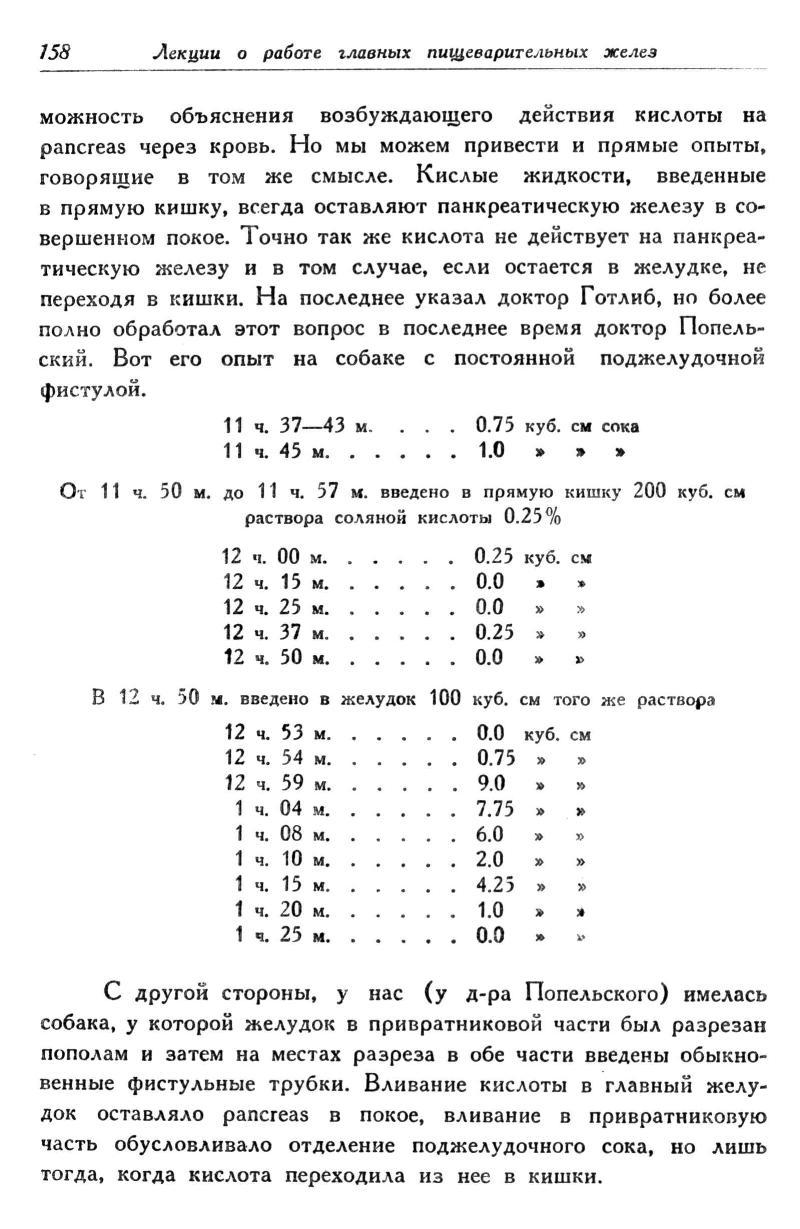 158 Лекции о работе главных пищеварительных желез
можность объяснения возбуждающего действия кислоты на
pancreas через кровь. Но мы можем привести и прямые опыты,
говорящие в том же смысле. Кислые жидкости, введенные
в прямую кишку, всегда оставляют панкреатическую железу в со-
вершенном покое. Точно так же кислота не действует на панкреа-
тическую железу и в том случае, если остается в желудке, не
переходя в кишки. На последнее указал доктор Готлиб, но более
полно обработал этот вопрос в последнее время доктор Попель-
ский. Вот его опыт на собаке с постоянной поджелудочной
фистулой.
11 ч. 37—43 м. . . . 0.75 куб. см сока
11 ч. 45 м. . . . . . 1.0 » » »
От 11 ч. 50 м. до 11 ч. 57 м. введено в прямую кишку 200 куб. см
раствора соляной кислоты 0.25%
12 ч. 00 м. . . . . . 0.25 куб. см
12 ч. 15 м. . . . . . 0.0 » »
12 ч. 25 м. . . . . . 0.0 » »
12 ч. 37 м. . . . . . 0.25 » »
12 ч. 50 м. . . . . . 0.0 » »
В 12 ч. 50 м. введено в желудок 100 куб. см того же раствора
12 ч. 53 м. . . . . . 0.0 куб. см
12 ч. 54 м. . . . . . 0.75 » »
12 ч. 59 м. . . . . . 9.0 » »
1 ч. 04 м. . . . . . 7.75 » »
1 ч. 08 м. . . . . . 6.0 » »
1 ч. 10 м. . . . . . 2.0 » »
1 ч. 15 м. . . . . . 4.25 » »
1 ч. 20 м. . . . . . 1.0 » »
1 ч. 25 м. . . . . . 0.0 » »
С другой стороны, у нас (у д-ра Попельского) имелась
собака, у которой желудок в привратниковой части был разрезан
пополам и затем на местах разреза в обе части введены обыкно-
венные фистульные трубки. Вливание кислоты в главный желу-
док оставляло pancreas в покое, вливание в привратниковую
часть обусловливало отделение поджелудочного сока, но лишь
тогда, когда кислота переходила из нее в кишки.